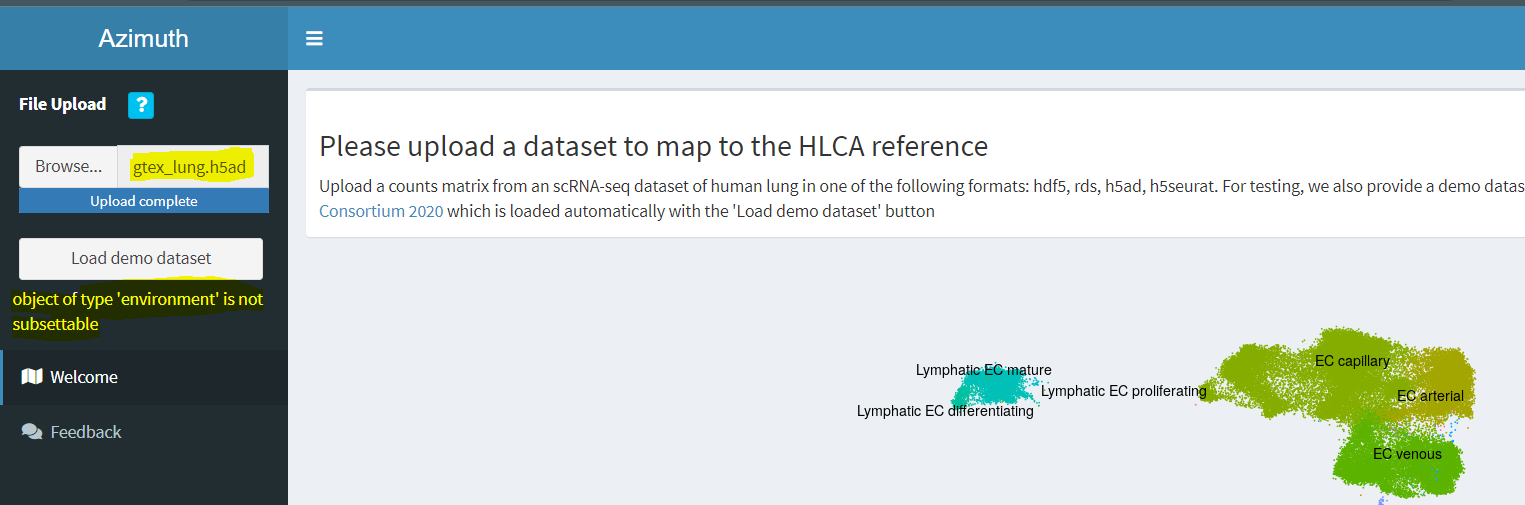 Azimuth
File Upload
?
Browse...
gtex_lung.h5ad
Upload complete
Load demo dataset
object of type 'environment' is not
subsettable
Welcome
Feedback
Please upload a dataset to map to the HLCA reference
Upload a counts matrix from an scRNA-seq dataset of human lung in one of the following formats: hdf5, rds, h5ad, h5seurat. For testing, we also provide a demo datas
Consortium 2020 which is loaded automatically with the 'Load demo dataset' button
EC capillary
Lymphatic EC mature
Lymphatic EC proliferating
EC arterial
Lymphatic EC differentiating
EC venous